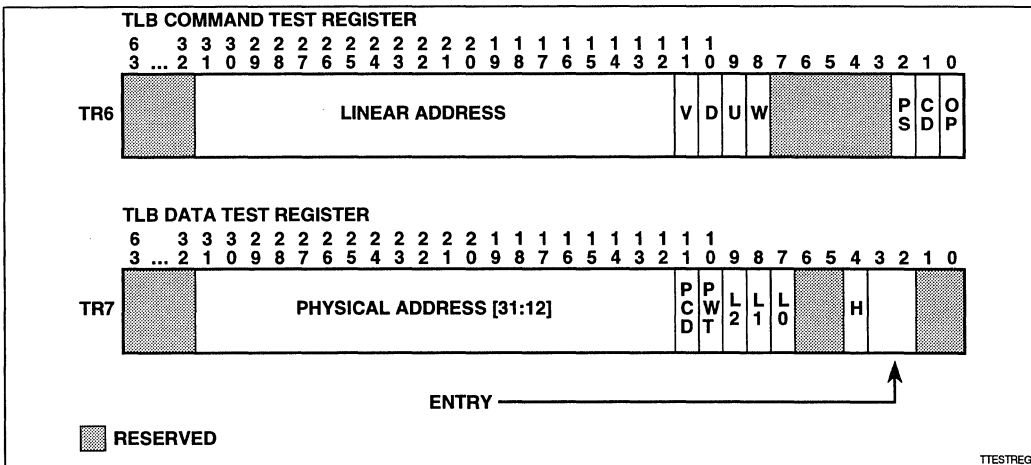 TLB COMMAND TEST REGISTER
6 3 3 3 2 2 2 2 2 2 2 2 2 2 1 1 1 1 1 1 1 1 1 1
3 ... 2 1 0 9 8 7 6 5 4 3 2 1 0 9 8 7 6 5 4 3 2 1 0 9 8 7 6 5 4 3 2 1 0
TR6 LINEAR ADDRESS V D U W PS CD OP
TLB DATA TEST REGISTER
6 3 3 3 2 2 2 2 2 2 2 2 2 2 1 1 1 1 1 1 1 1 1 1
3 ... 2 1 0 9 8 7 6 5 4 3 2 1 0 9 8 7 6 5 4 3 2 1 0 9 8 7 6 5 4 3 2 1 0
TR7 PHYSICAL ADDRESS [31:12] PCD PWT L2 L1 L0 H
ENTRY
RESERVED
TTESTREG